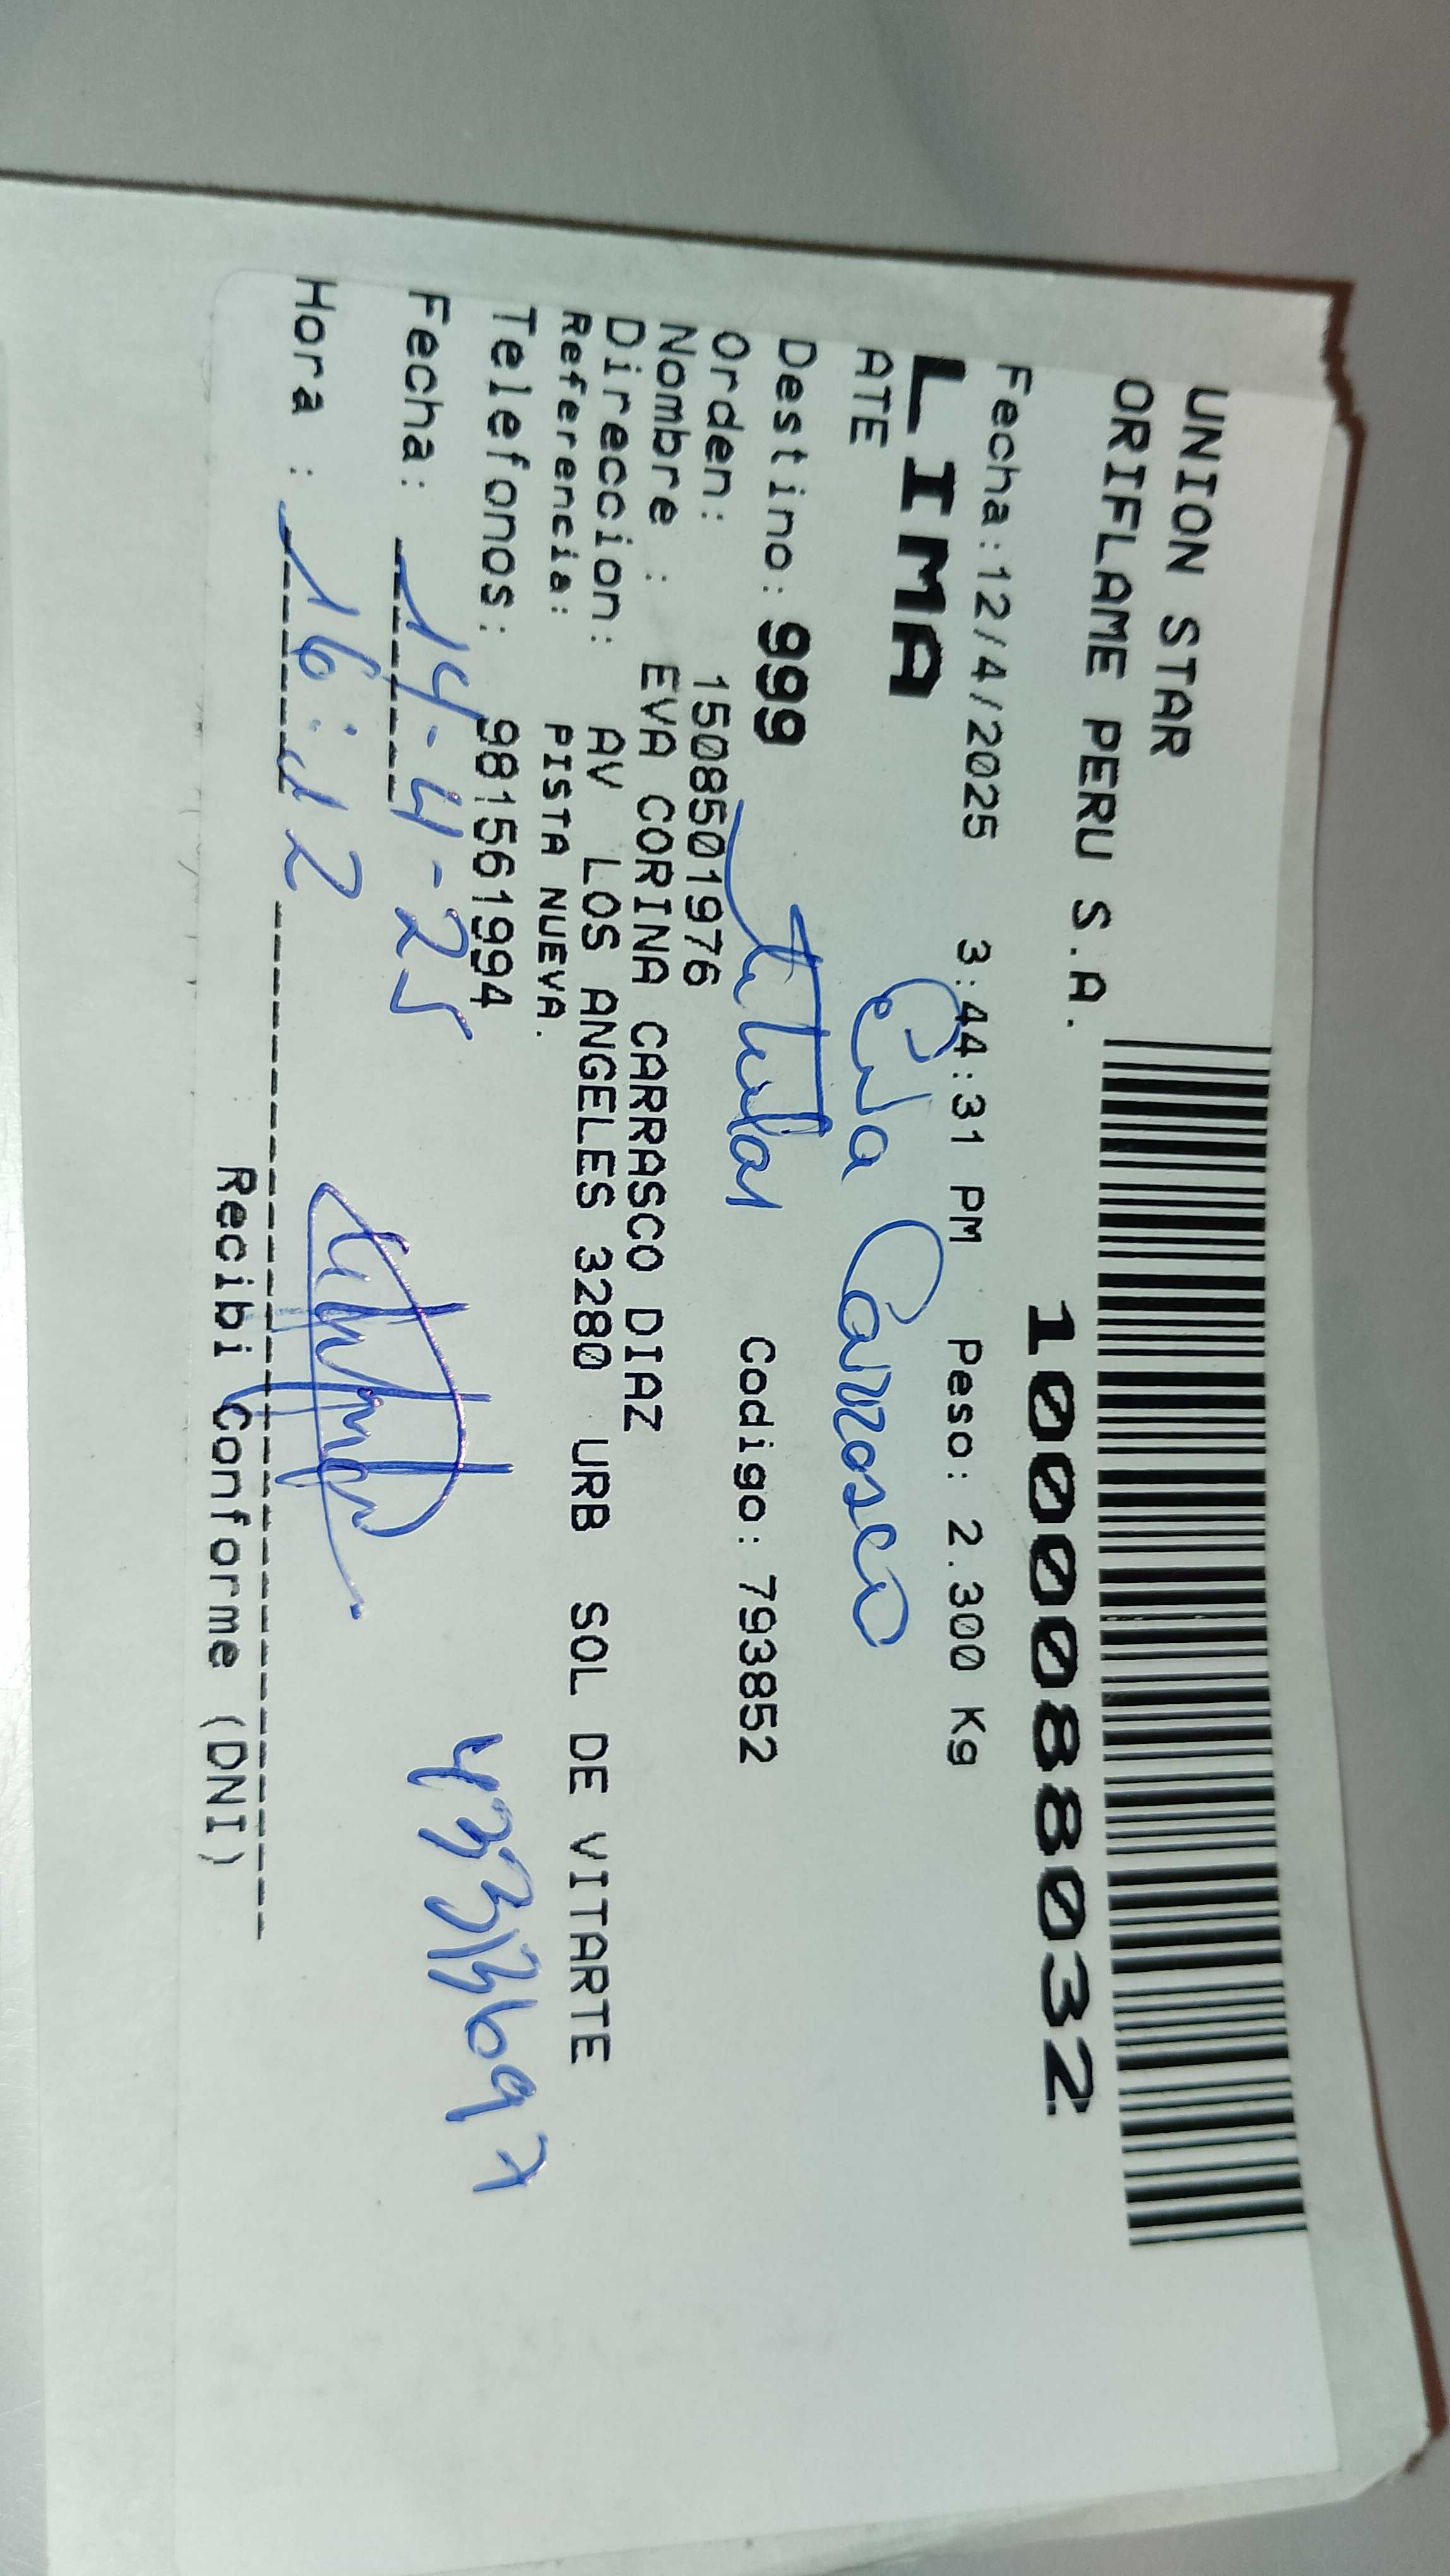 UNION STAR
ORIFLAME PERU S.A.
1000088032
Fecha:12/4/2025 3:44:31 PM Peso: 2.300 Kg
LIMA
ATE
Eva Carrasco
Destino: 999 Codigo: 793852
titular
Orden: 1508501976
Nombre : EVA CORINA CARRASCO DIAZ
Direccion: AV LOS ANGELES 3280 URB SOL DE VITARTE
Referencia: PISTA NUEVA.
Telefonos: 981561994
Fecha: 14-4-25
Hora : 16:12
Recibi Conforme (DNI)